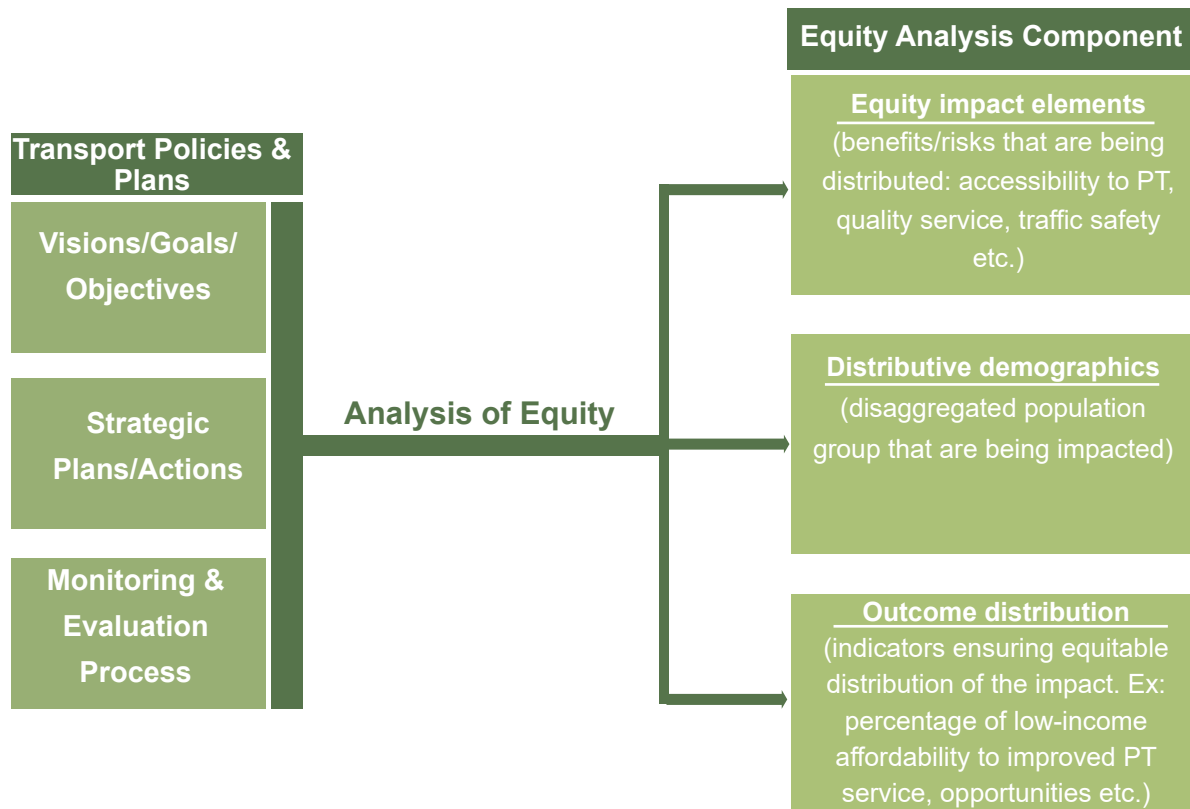 Transport Policies &
Plans
Visions/Goals/
Objectives
Strategic
Plans/Actions
Monitoring &
Evaluation
Process
Analysis of Equity
Equity Analysis Component
Equity impact elements
(benefits/risks that are being
distributed: accessibility to PT,
quality service, traffic safety
etc.)
Distributive demographics
(disaggregated population
group that are being impacted)
Outcome distribution
(indicators ensuring equitable
distribution of the impact. Ex:
percentage of low-income
affordability to improved PT
service, opportunities etc.)